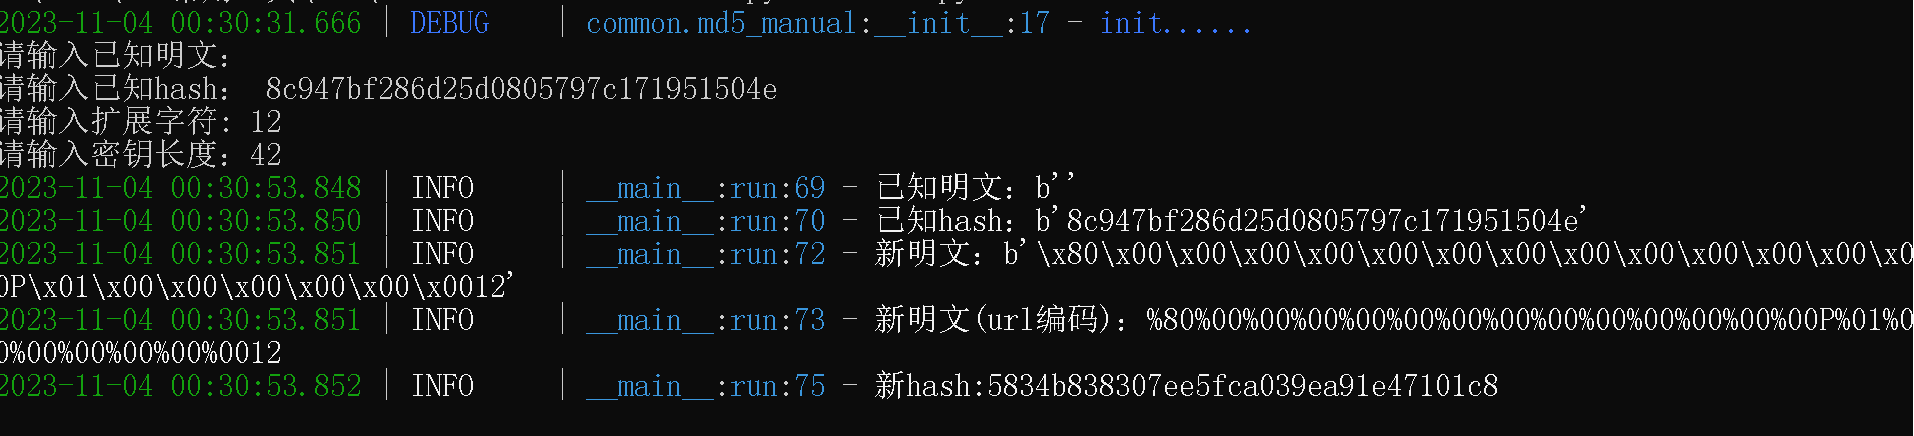 2023-11-04 00:30:31.666 | DEBUG    | common.md5_manual:__init__:17 - init......
请输入已知明文：
请输入已知hash： 8c947bf286d25d0805797c171951504e
请输入扩展字符: 12
请输入密钥长度：42
2023-11-04 00:30:53.848 | INFO     | __main__:run:69 - 已知明文：b''
2023-11-04 00:30:53.850 | INFO     | __main__:run:70 - 已知hash：b'8c947bf286d25d0805797c171951504e'
2023-11-04 00:30:53.851 | INFO     | __main__:run:72 - 新明文：b'\x80\x00\x00\x00\x00\x00\x00\x00\x00\x00\x00\x00\x00\x0
0P\x01\x00\x00\x00\x00\x00\x0012'
2023-11-04 00:30:53.851 | INFO     | __main__:run:73 - 新明文(url编码)：%80%00%00%00%00%00%00%00%00%00%00%00%00%00P%01%0
0%00%00%00%00%0012
2023-11-04 00:30:53.852 | INFO     | __main__:run:75 - 新hash:5834b838307ee5fca039ea91e47101c8